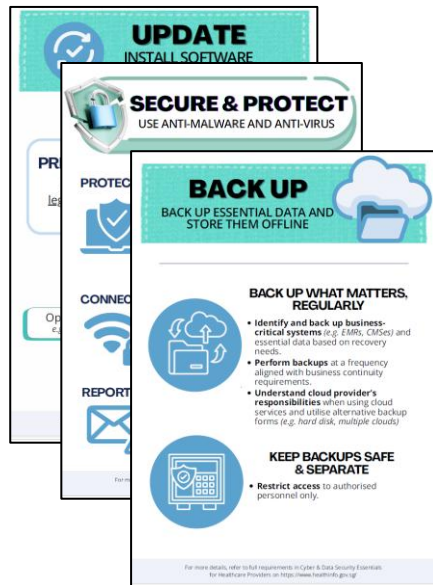 UPDATE
INSTALL SOFTWARE
SECURE & PROTECT
USE ANTI-MALWARE AND ANTI-VIRUS
PROTEC
CONNEC
REPORT
BACK UP
BACK UP ESSENTIAL DATA AND
STORE THEM OFFLINE
BACK UP WHAT MATTERS,
REGULARLY
• Identify and back up business-
critical systems (e.g. EMRs, CMSes) and
essential data based on recovery
needs.
• Perform backups at a frequency
aligned with business continuity
requirements.
• Understand cloud provider's
responsibilities when using cloud
services and utilise alternative backup
forms (e.g. hard disk, multiple clouds)
KEEP BACKUPS SAFE
& SEPARATE
• Restrict access to authorised
personnel only.
For more details, refer to full requirements in Cyber & Data Security Essentials
for Healthcare Providers on https://www.healthinfo.gov.sg/